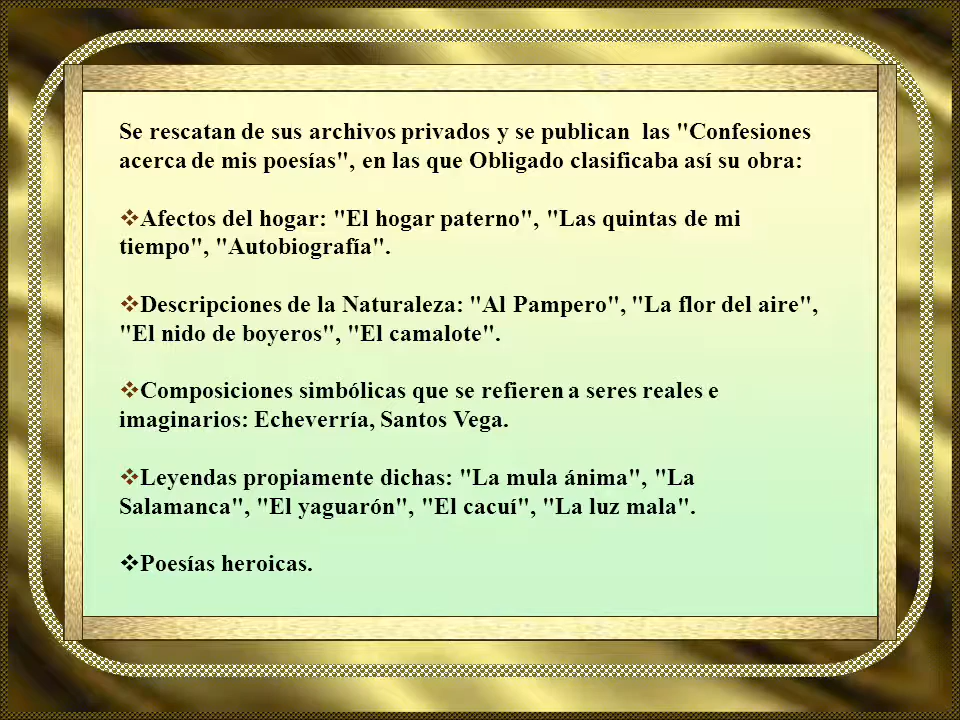 Se rescatan de sus archivos privados y se publican  las "Confesiones
acerca de mis poesías", en las que Obligado clasificaba así su obra:
❖Afectos del hogar: "El hogar paterno", "Las quintas de mi
tiempo", "Autobiografía".
❖Descripciones de la Naturaleza: "Al Pampero", "La flor del aire",
"El nido de boyeros", "El camalote".
❖Composiciones simbólicas que se refieren a seres reales e
imaginarios: Echeverría, Santos Vega.
❖Leyendas propiamente dichas: "La mula ánima", "La
Salamanca", "El yaguarón", "El cacuí", "La luz mala".
❖Poesías heroicas.